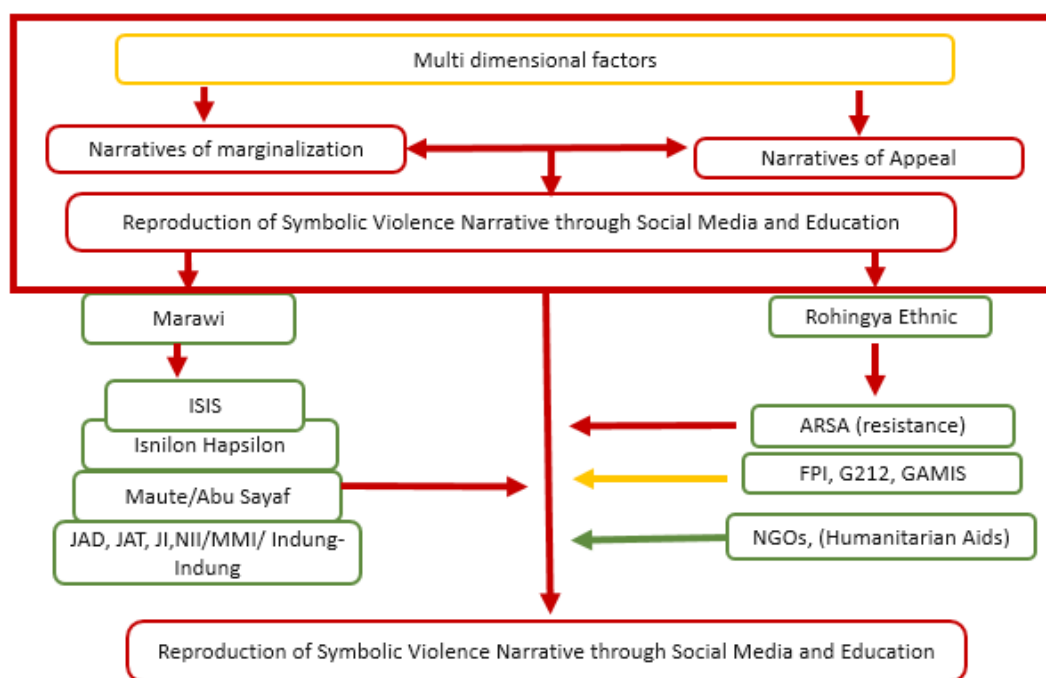 Multi dimensional factors
Narratives of marginalization
Narratives of Appeal
Reproduction of Symbolic Violence Narrative through Social Media and Education
Marawi
Rohingya Ethnic
ISIS
Isnilon Hapsilon
Maute/Abu Sayaf
JAD, JAT, JI,NII/MMI/ Indung-
Indung
ARSA (resistance)
FPI, G212, GAMIS
NGOs, (Humanitarian Aids)
Reproduction of Symbolic Violence Narrative through Social Media and Education